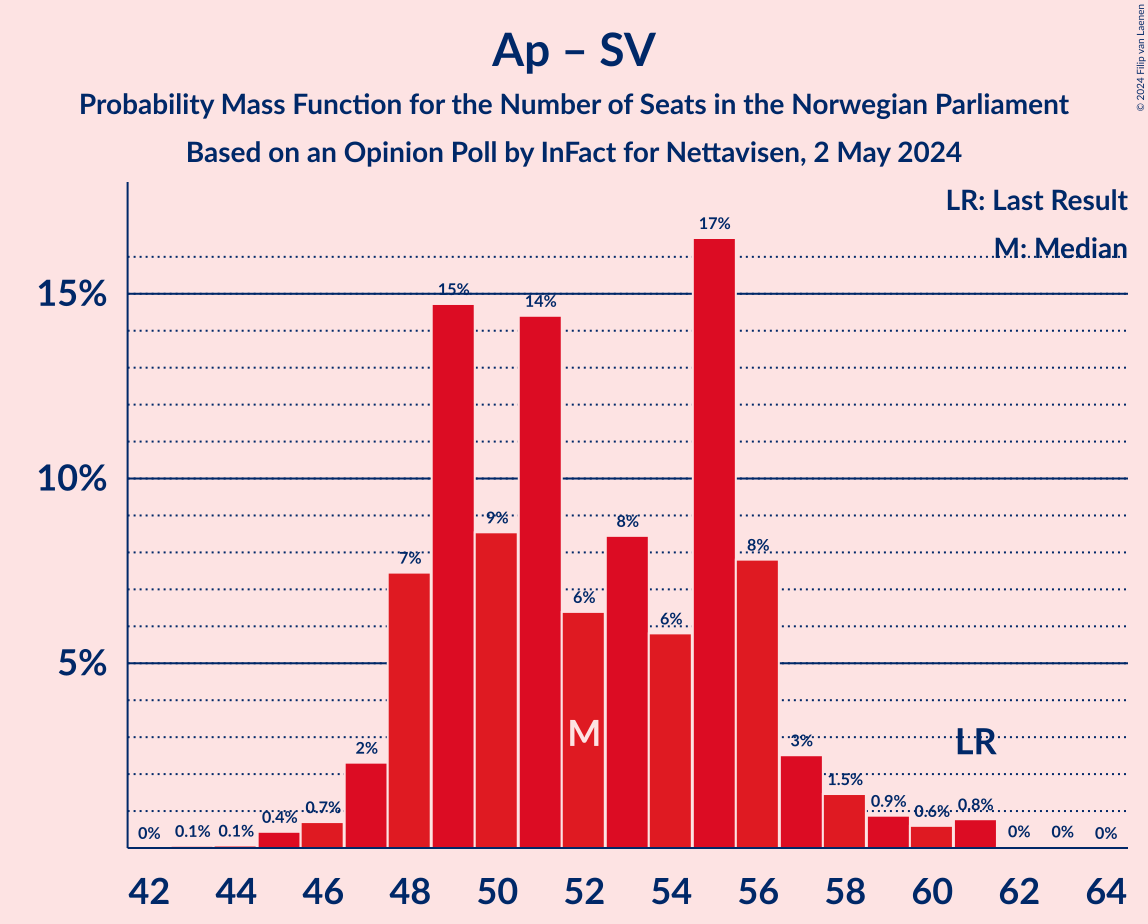 Ap – SV
Probability Mass Function for the Number of Seats in the Norwegian Parliament
Based on an Opinion Poll by InFact for Nettavisen, 2 May 2024
© 2024 Filip van Laenen
LR: Last Result
M: Median
15%
10%
5%
0%
0.1%
0.1%
0.4%
0.7%
2%
7%
15%
9%
14%
6%
8%
6%
17%
8%
3%
1.5%
0.9%
0.6%
0.8%
0%
0%
0%
M
LR
42 44 46 48 50 52 54 56 58 60 62 64